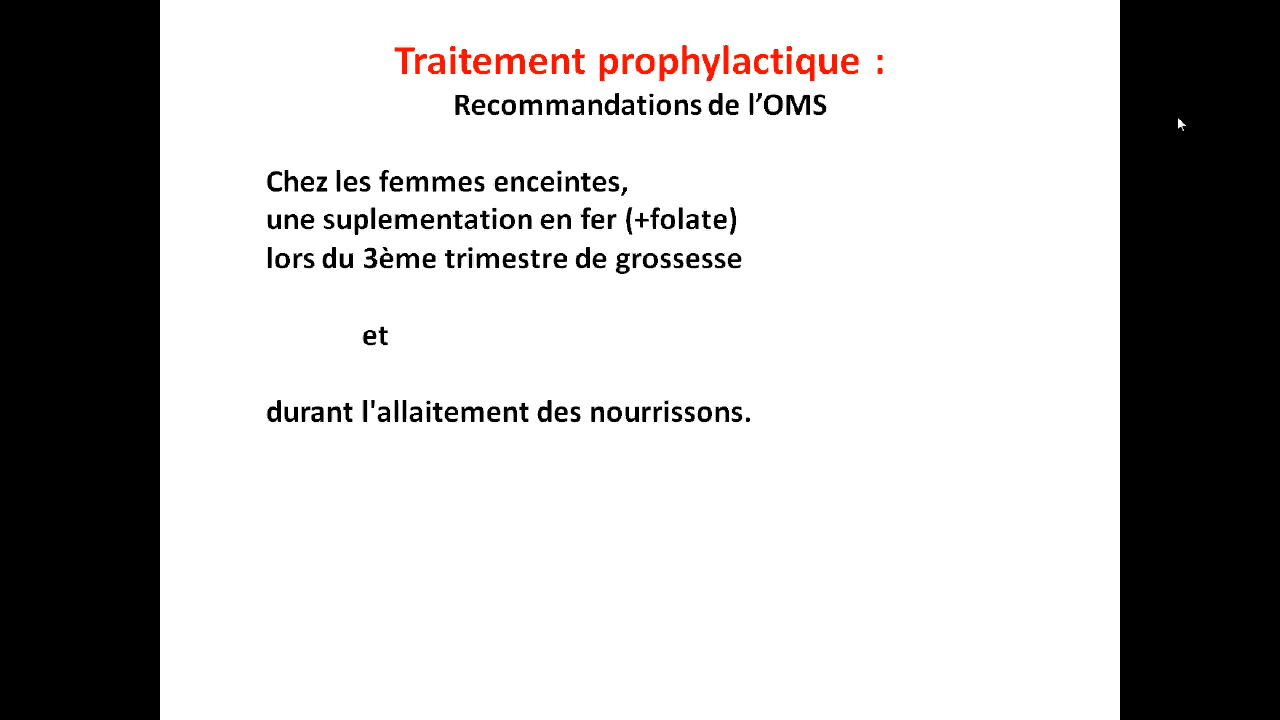 Traitement prophylactique :
Recommandations de l’OMS
Chez les femmes enceintes,
une suplementation en fer (+folate)
lors du 3ème trimestre de grossesse
et
durant l'allaitement des nourrissons.